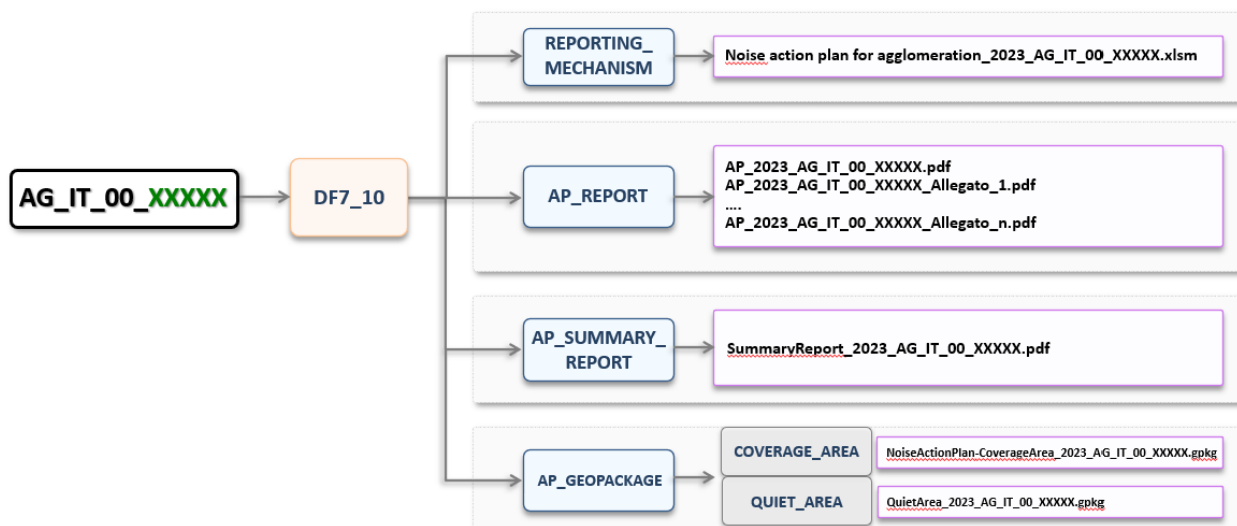 AG_IT_00_XXXXX
DF7_10
REPORTING_
MECHANISM
Noise action plan for agglomeration_2023_AG_IT_00_XXXXX.xlsm
AP_REPORT
AP_2023_AG_IT_00_XXXXX.pdf
AP_2023_AG_IT_00_XXXXX_Allegato_1.pdf
....
AP_2023_AG_IT_00_XXXXX_Allegato_n.pdf
AP_SUMMARY_
REPORT
SummaryReport_2023_AG_IT_00_XXXXX.pdf
AP_GEOPACKAGE
COVERAGE_AREA
NoiseActionPlan-CoverageArea_2023_AG_IT_00_XXXXX.gpkg
QUIET_AREA
QuietArea_2023_AG_IT_00_XXXXX.gpkg